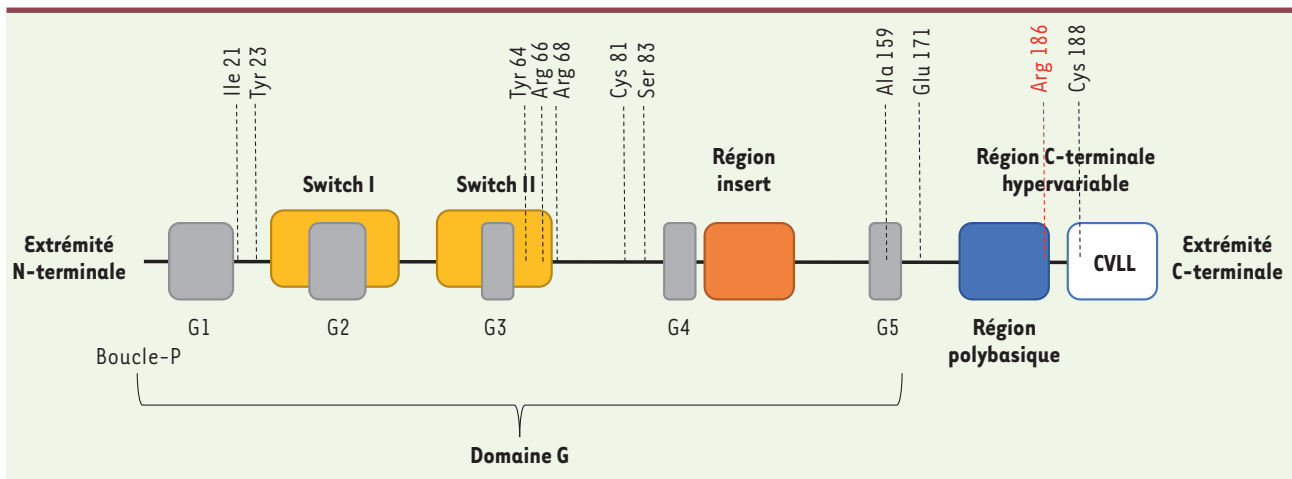 Ile 21
Tyr 23
Tyr 64
Arg 66
Arg 68
Cys 81
Ser 83
Ala 159
Glu 171
Arg 186
Cys 188
Switch I
Switch II
Région
insert
Région C-terminale
hypervariable
Extrémité
N-terminale
CVLL
Extrémité
C-terminale
G1
G2
G3
G4
G5
Région
polybasique
Boucle-P
Domaine G